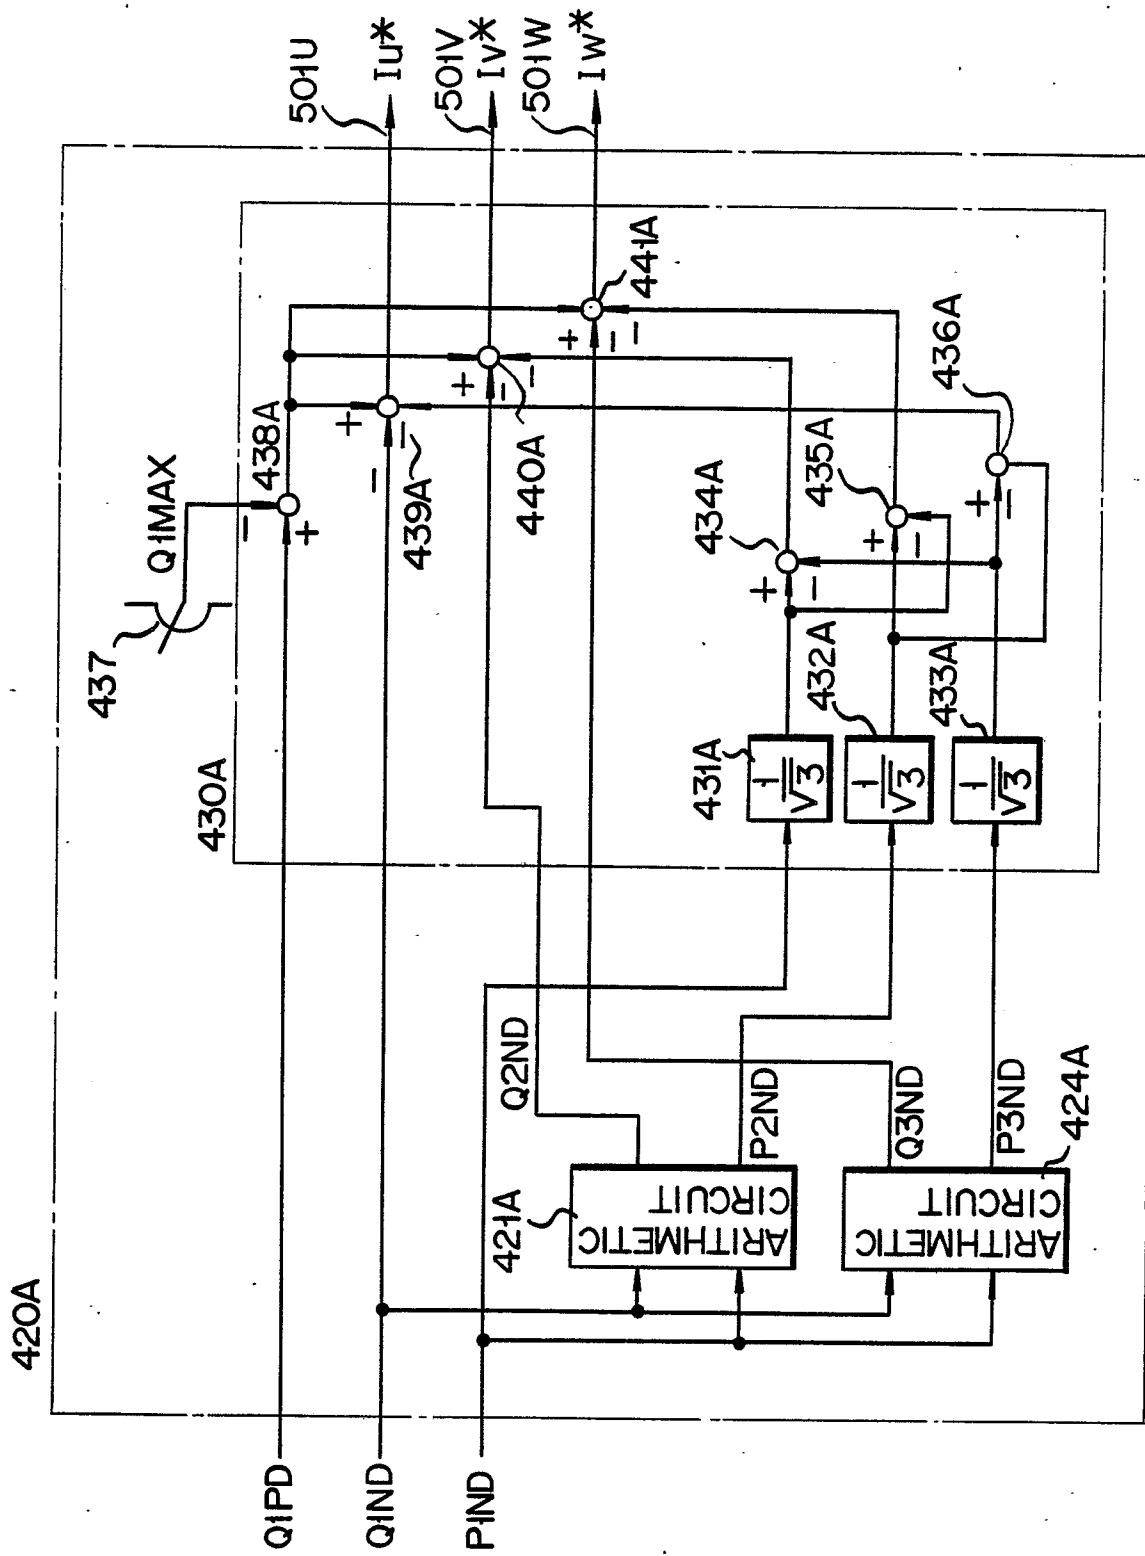 420A
Q1PD
Q1ND
P1ND
421A
ARITHMETIC
CIRCUIT
Q2ND
P2ND
ARITHMETIC
CIRCUIT
424A
Q3ND
P3ND
430A
437
Q1MAX
438A
-
+
431A
1
√3
432A
1
√3
433A
1
√3
434A
+
-
435A
+
-
436A
+
-
439A
+
-
-
440A
+
-
-
441A
+
-
-
501U
Iu*
501V
Iv*
501W
Iw*